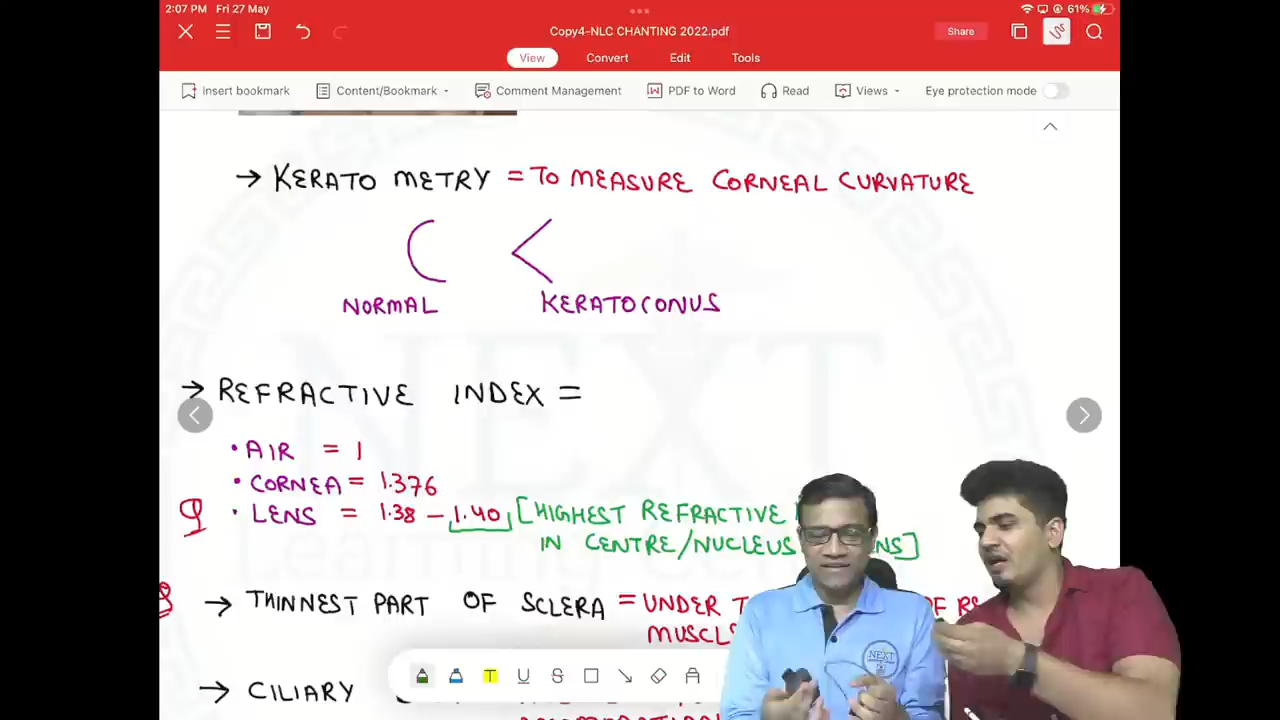 2:07 PM Fri 27 May
61%
Copy4-NLC CHANTING 2022.pdf
Share
View Convert Edit Tools
Insert bookmark Content/Bookmark Comment Management PDF to Word Read Views Eye protection mode
→ KERATO METRY = TO MEASURE CORNEAL CURVATURE
NORMAL KERATOCONUS
→ REFRACTIVE INDEX =
• AIR = 1
• CORNEA = 1.376
• LENS = 1.38 – 1.40 [HIGHEST REFRACTIVE
IN CENTRE/NUCLEUS
→ THINNEST PART OF SCLERA = UNDER
→ CILIARY
NEXT
Learning
NEXT